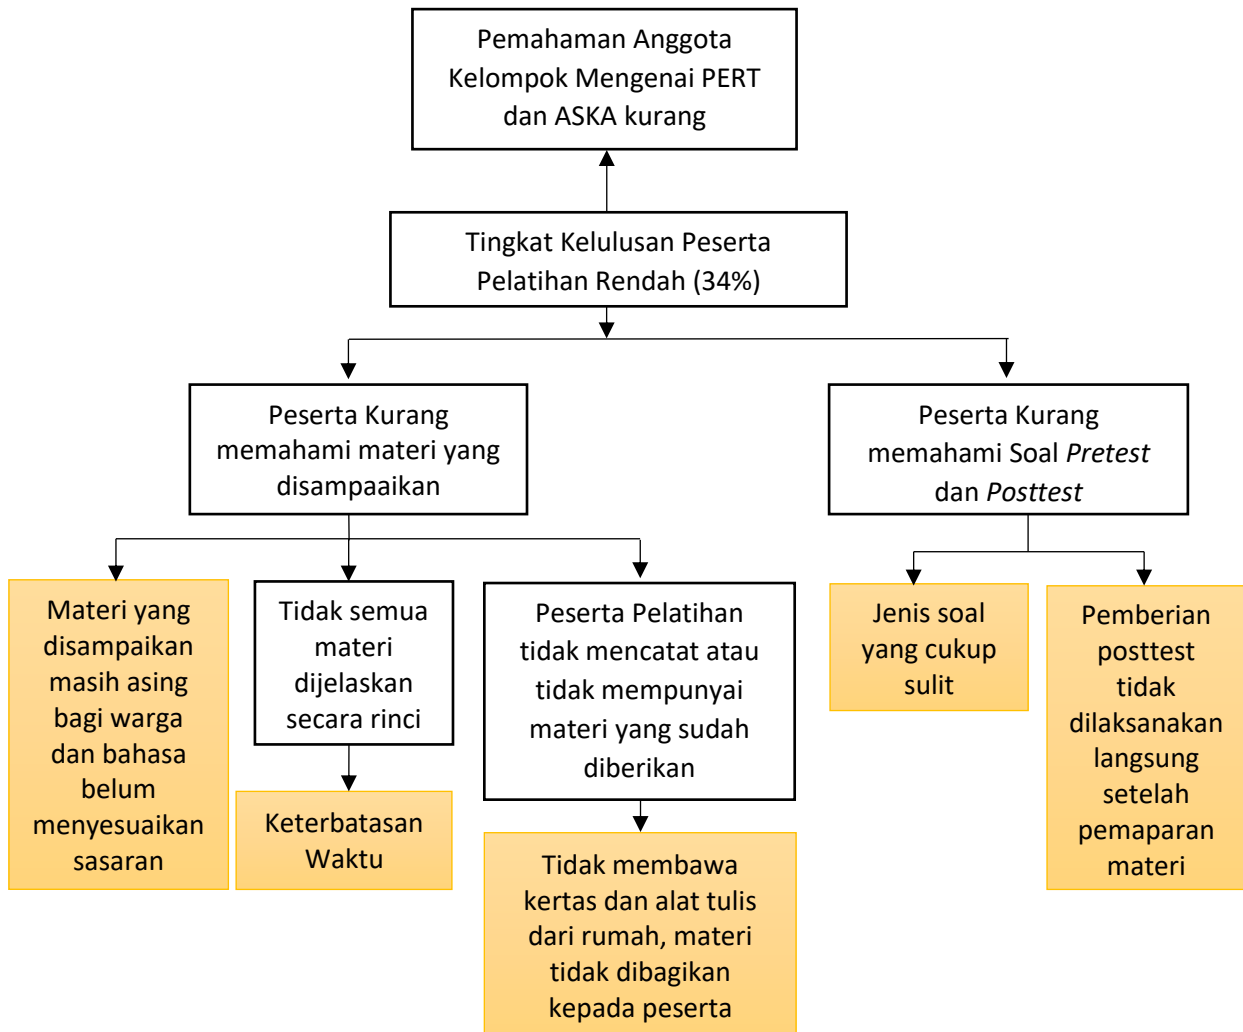 Pemahaman Anggota
Kelompok Mengenai PERT
dan ASKA kurang
Tingkat Kelulusan Peserta
Pelatihan Rendah (34%)
Peserta Kurang
memahami materi yang
disampaaikan
Peserta Kurang
memahami Soal Pretest
dan Posttest
Materi yang
disampaikan
masih asing
bagi warga
dan bahasa
belum
menyesuaikan
sasaran
Tidak semua
materi
dijelaskan
secara rinci
Peserta Pelatihan
tidak mencatat atau
tidak mempunyai
materi yang sudah
diberikan
Jenis soal
yang cukup
sulit
Pemberian
posttest
tidak
dilaksanakan
langsung
setelah
pemaparan
materi
Keterbatasan
Waktu
Tidak membawa
kertas dan alat tulis
dari rumah, materi
tidak dibagikan
kepada peserta